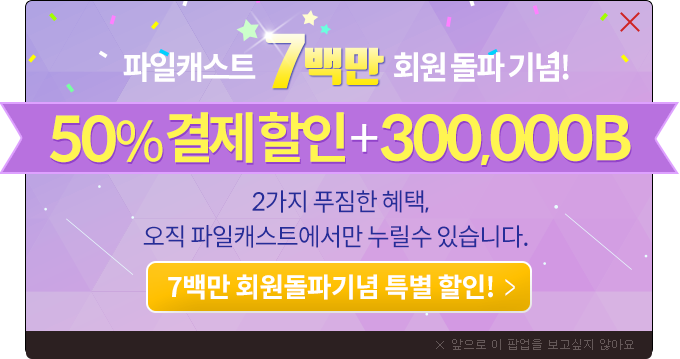 파일캐스트 7백만 회원 돌파 기념!
50% 결제 할인+300,000B
2가지 푸짐한 혜택,
오직 파일캐스트에서만 누릴수 있습니다.
7백만 회원돌파기념 특별 할인! >
× 앞으로 이 팝업을 보고싶지 않아요